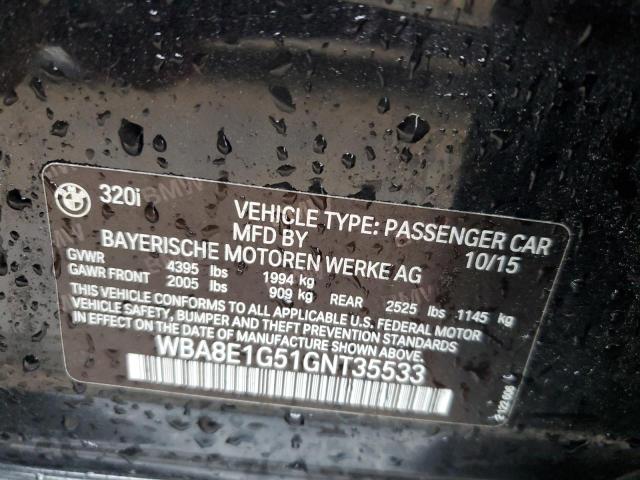 320i
VEHICLE TYPE: PASSENGER CAR
MFD BY 10/15
BAYERISCHE MOTOREN WERKE AG
GVWR 4395 lbs 1994 kg
GAWR FRONT 2005 lbs 909 kg REAR 2525 lbs 1145 kg
THIS VEHICLE CONFORMS TO ALL APPLICABLE U.S. FEDERAL MOTOR
VEHICLE SAFETY, BUMPER AND THEFT PREVENTION STANDARDS
IN EFFECT ON THE DATE OF MANUFACTURE SHOWN ABOVE.
WBA8E1G51GNT35533